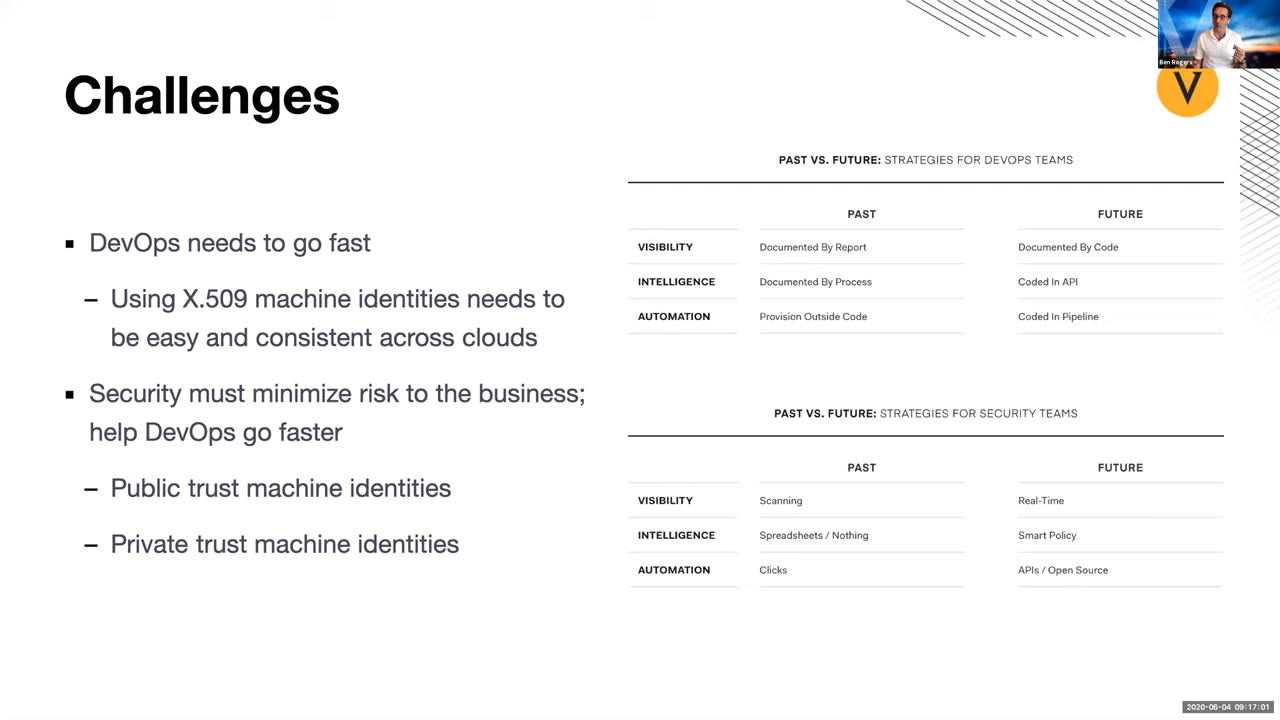 Challenges
Ben Rogers
V
DevOps needs to go fast
– Using X.509 machine identities needs to
be easy and consistent across clouds
Security must minimize risk to the business;
help DevOps go faster
– Public trust machine identities
– Private trust machine identities
PAST VS. FUTURE: STRATEGIES FOR DEVOPS TEAMS
PAST FUTURE
VISIBILITY Documented By Report Documented By Code
INTELLIGENCE Documented By Process Coded In API
AUTOMATION Provision Outside Code Coded In Pipeline
PAST VS. FUTURE: STRATEGIES FOR SECURITY TEAMS
PAST FUTURE
VISIBILITY Scanning Real-Time
INTELLIGENCE Spreadsheets / Nothing Smart Policy
AUTOMATION Clicks APIs / Open Source
2020-06-04 09:17:01